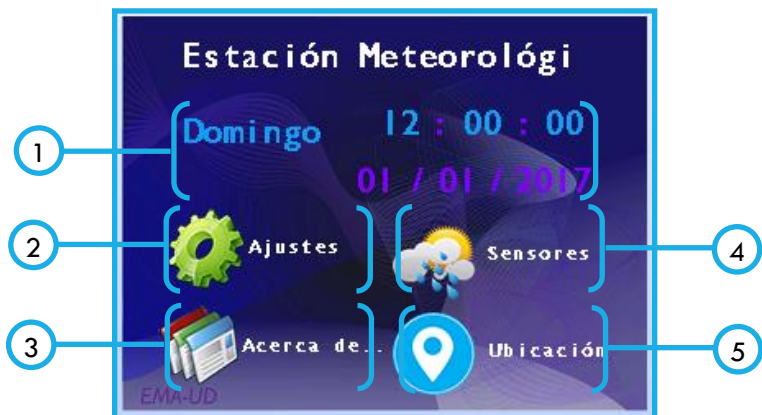 Estación Meteorológi
Domingo 12 : 00 : 00
01 / 01 / 2017
1
2 Ajustes Sensores 4
3 Acerca de.. Ubicación 5
EMA-UD